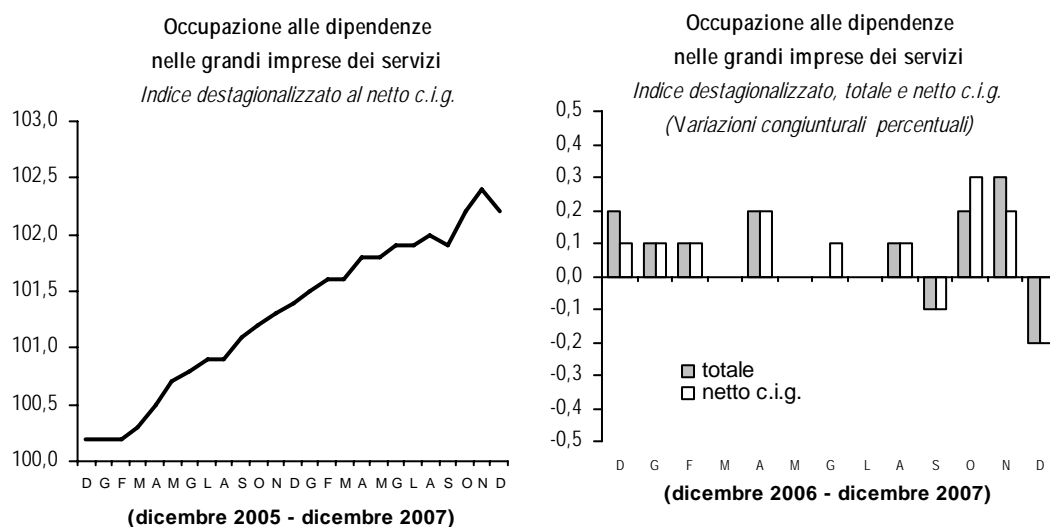 Occupazione alle dipendenze
nelle grandi imprese dei servizi
Indice destagionalizzato al netto c.i.g.
103,0
102,5
102,0
101,5
101,0
100,5
100,0
D G F M A M G L A S O N D G F M A M G L A S O N D
(dicembre 2005 - dicembre 2007)
Occupazione alle dipendenze
nelle grandi imprese dei servizi
Indice destagionalizzato, totale e netto c.i.g.
(Variazioni congiunturali percentuali)
0,5
0,4
0,3
0,2
0,1
0,0
-0,1
-0,2
-0,3
-0,4
-0,5
totale
netto c.i.g.
D G F M A M G L A S O N D
(dicembre 2006 - dicembre 2007)